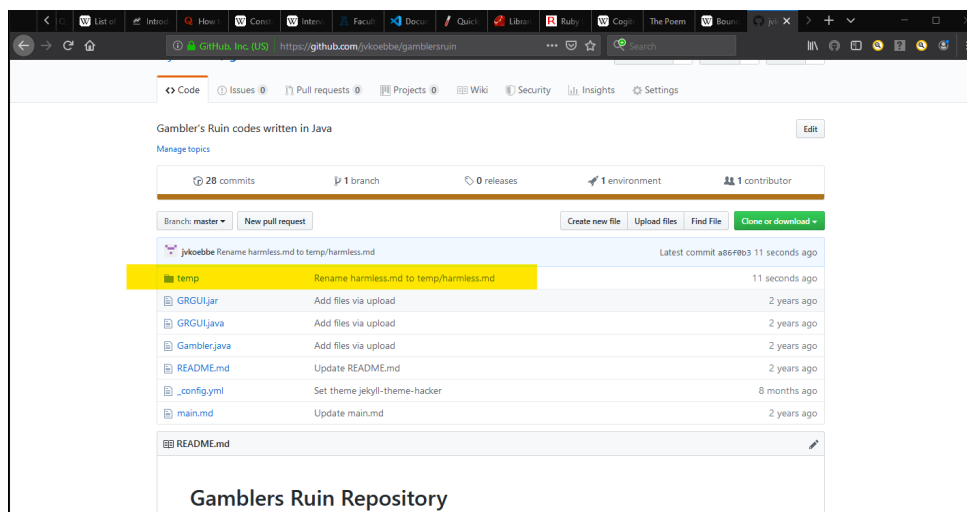 List of
Introd
How t
Const
Interv
Facult
Docum
Quick
Librar
Ruby
Cogit
The Poem
Bound
jvk
GitHub, Inc. (US) https://github.com/jvkoebbe/gamblersruin Search
Code Issues 0 Pull requests 0 Projects 0 Wiki Security Insights Settings
Gambler's Ruin codes written in Java Edit
Manage topics
28 commits 1 branch 0 releases 1 environment 1 contributor
Branch: master New pull request Create new file Upload files Find File Clone or download
jvkoebbe Rename harmless.md to temp/harmless.md Latest commit a86f0b3 11 seconds ago
temp Rename harmless.md to temp/harmless.md 11 seconds ago
GRGUI.jar Add files via upload 2 years ago
GRGUI.java Add files via upload 2 years ago
Gambler.java Add files via upload 2 years ago
README.md Update README.md 2 years ago
_config.yml Set theme jekyll-theme-hacker 8 months ago
main.md Update main.md 2 years ago
README.md
Gamblers Ruin Repository